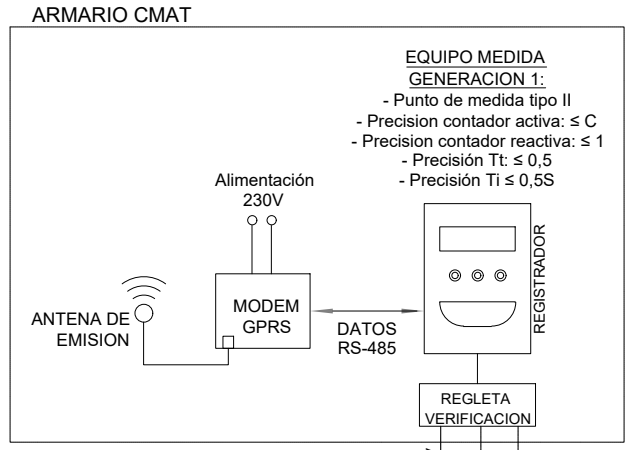 ARMARIO CMAT
EQUIPO MEDIDA
GENERACION 1:
- Punto de medida tipo II
- Precision contador activa: ≤ C
- Precision contador reactiva: ≤ 1
- Precisión Tt: ≤ 0,5
- Precisión Ti ≤ 0,5S
Alimentación
230V
ANTENA DE
EMISION
MODEM
GPRS
DATOS
RS-485
REGISTRADOR
REGLETA
VERIFICACION